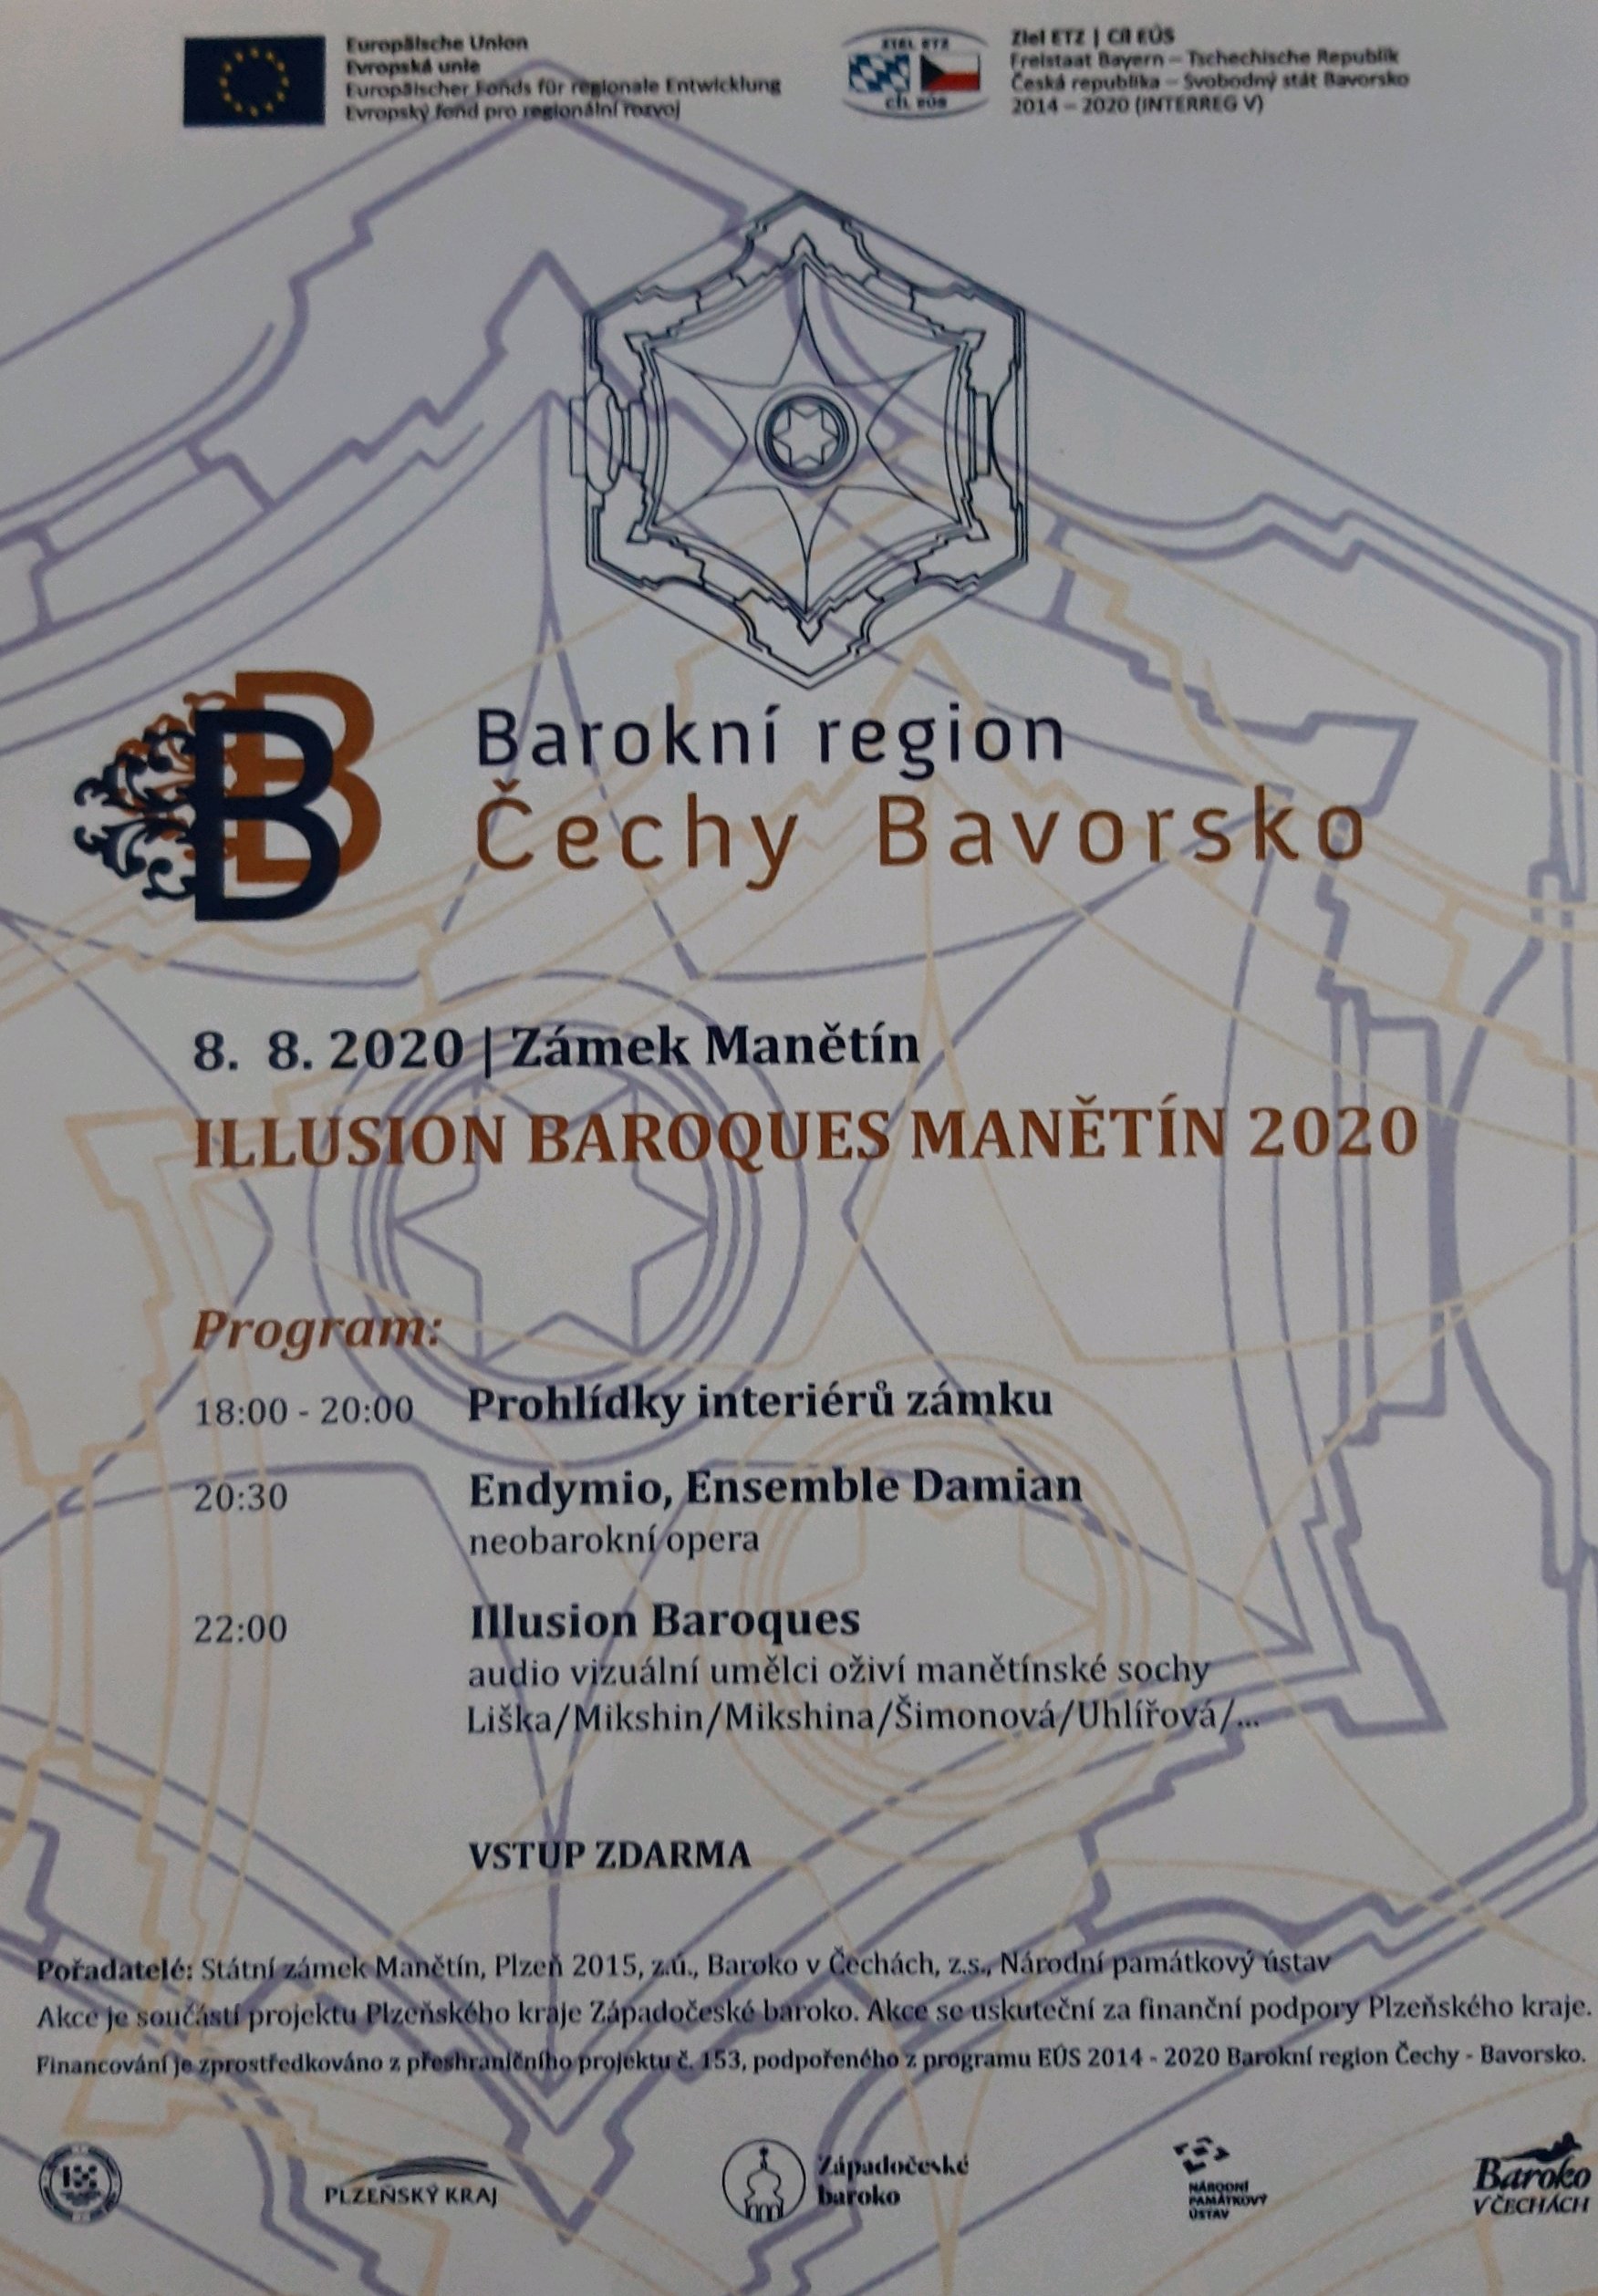 Europäische Union
Evropská unie
Europäischer Fonds für regionale Entwicklung
Evropský fond pro regionální rozvoj
ZIEL ETZ
CÍL EÚS
Ziel ETZ | Cíl EÚS
Freistaat Bayern – Tschechische Republik
Česká republika – Svobodný stát Bavorsko
2014 – 2020 (INTERREG V)
BB
Barokní region
Čechy Bavorsko
8. 8. 2020 | Zámek Manětín
ILLUSION BAROQUES MANĚTÍN 2020
Program:
18:00 - 20:00 Prohlídky interiérů zámku
20:30 Endymio, Ensemble Damian
neobarokní opera
22:00 Illusion Baroques
audio vizuální umělci oživí manětínské sochy
Liška/Mikshin/Mikshina/Šimonová/Uhlířová/...
VSTUP ZDARMA
Pořadatelé: Státní zámek Manětín, Plzeň 2015, z.ú., Baroko v Čechách, z.s., Národní památkový ústav
Akce je součástí projektu Plzeňského kraje Západočeské baroko. Akce se uskuteční za finanční podpory Plzeňského kraje.
Financování je zprostředkováno z přeshraničního projektu č. 153, podpořeného z programu EÚS 2014 - 2020 Barokní region Čechy - Bavorsko.
PLZEŇSKÝ KRAJ
Západočeské
baroko
NÁRODNÍ
PAMÁTKOVÝ
ÚSTAV
Baroko
V ČECHÁCH